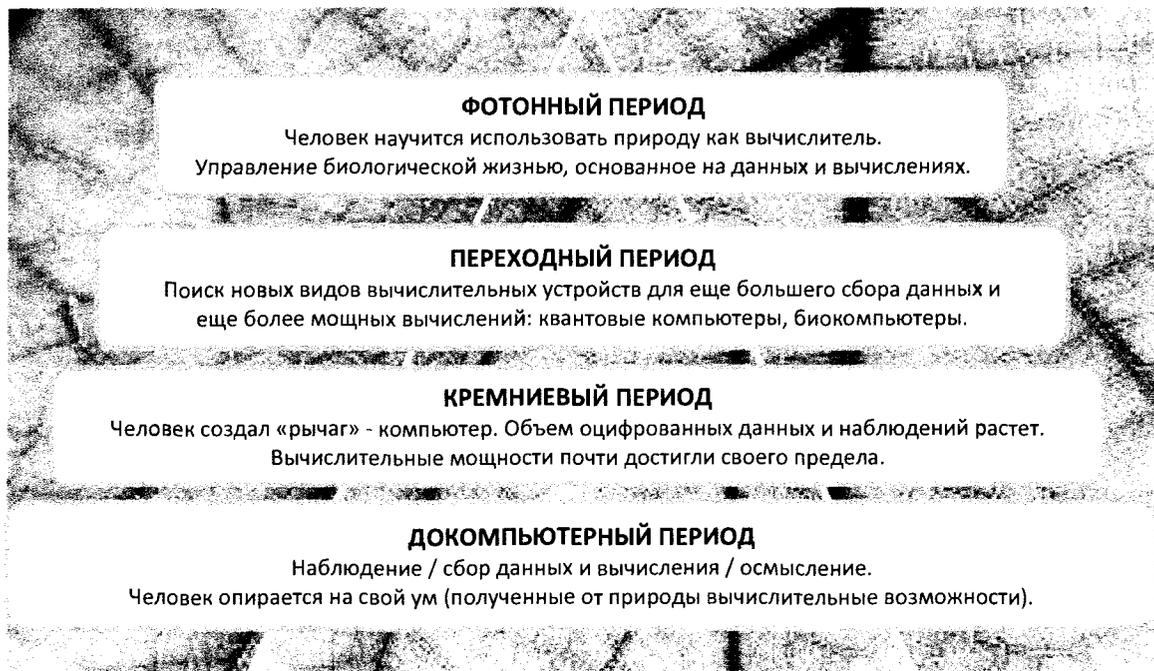 ФОТОННЫЙ ПЕРИОД
Человек научится использовать природу как вычислитель.
Управление биологической жизнью, основанное на данных и вычислениях.
ПЕРЕХОДНЫЙ ПЕРИОД
Поиск новых видов вычислительных устройств для еще большего сбора данных и
еще более мощных вычислений: квантовые компьютеры, биокомпьютеры.
КРЕМНИЕВЫЙ ПЕРИОД
Человек создал «рычаг» - компьютер. Объем оцифрованных данных и наблюдений растет.
Вычислительные мощности почти достигли своего предела.
ДОКОМПЬЮТЕРНЫЙ ПЕРИОД
Наблюдение / сбор данных и вычисления / осмысление.
Человек опирается на свой ум (полученные от природы вычислительные возможности).